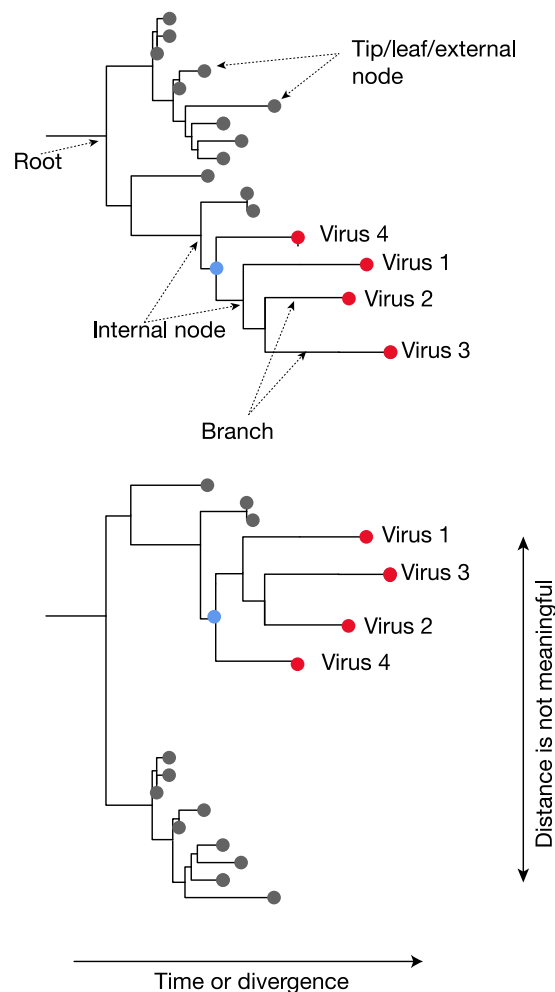 Tip/leaf/external
node
Root
Virus 4
Virus 1
Virus 2
Internal node
Virus 3
Branch
Virus 1
Virus 3
Virus 2
Virus 4
Distance is not meaningful
Time or divergence